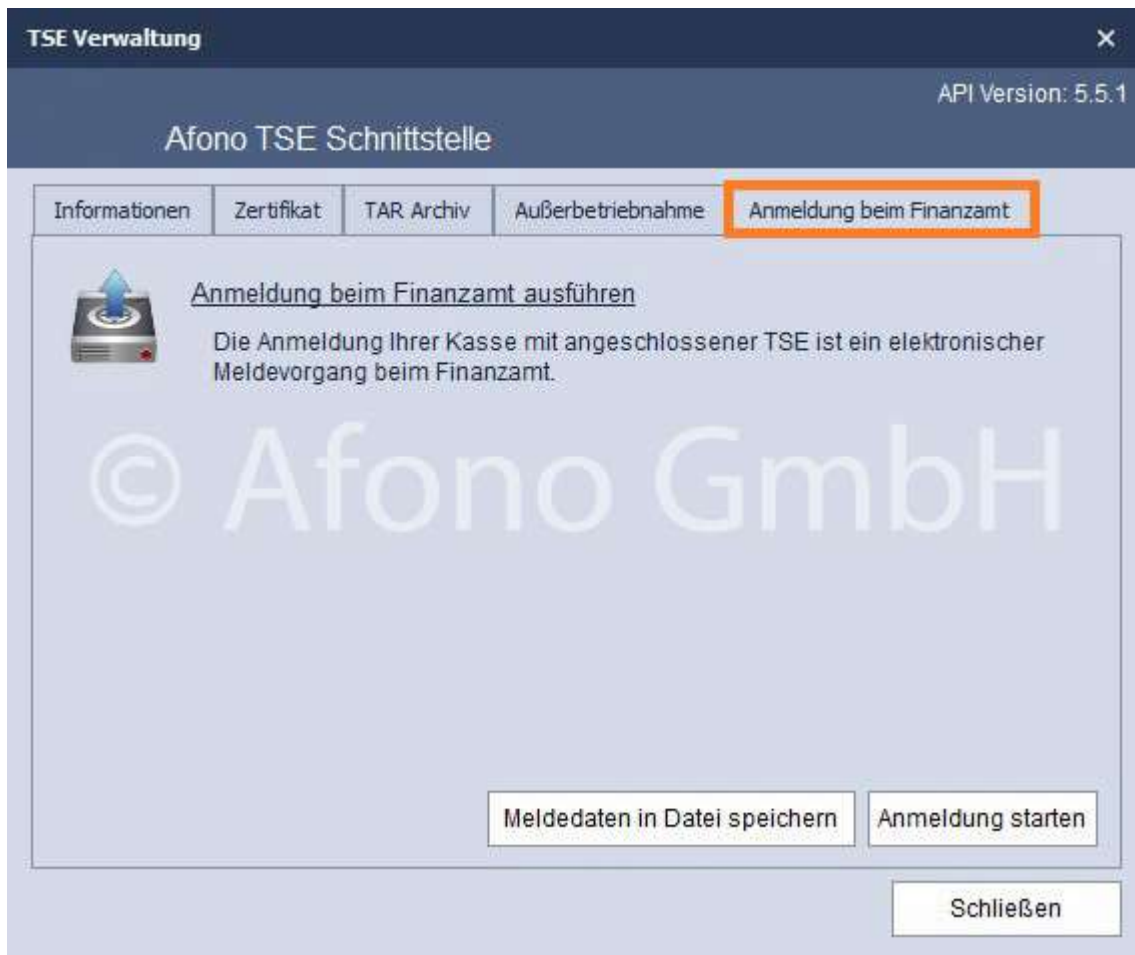 TSE Verwaltung
API Version: 5.5.1
Afono TSE Schnittstelle
Informationen
Zertifikat
TAR Archiv
Außerbetriebnahme
Anmeldung beim Finanzamt
Anmeldung beim Finanzamt ausführen
Die Anmeldung Ihrer Kasse mit angeschlossener TSE ist ein elektronischer
Meldevorgang beim Finanzamt.
© Afono GmbH
Meldedaten in Datei speichern
Anmeldung starten
Schließen